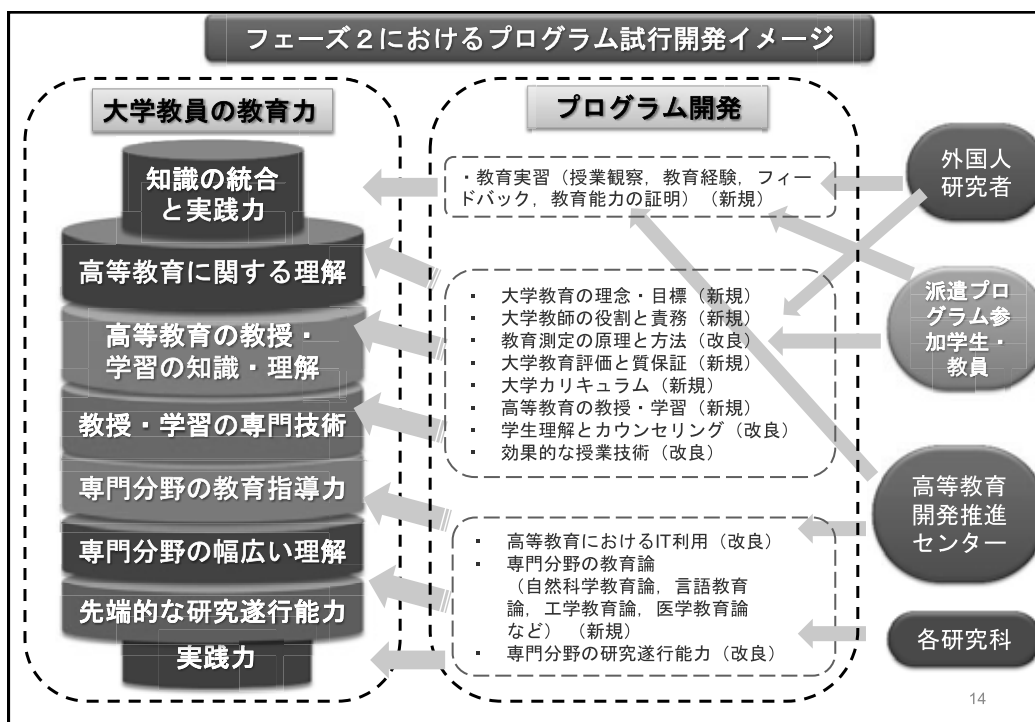 フェーズ２におけるプログラム試行開発イメージ
大学教員の教育力
知識の統合
と実践力
高等教育に関する理解
高等教育の教授・
学習の知識・理解
教授・学習の専門技術
専門分野の教育指導力
専門分野の幅広い理解
先端的な研究遂行能力
実践力
プログラム開発
・教育実習（授業観察，教育経験，フィー
ドバック，教育能力の証明）（新規）
▪ 大学教育の理念・目標（新規）
▪ 大学教師の役割と責務（新規）
▪ 教育測定の原理と方法（改良）
▪ 大学教育評価と質保証（新規）
▪ 大学カリキュラム（新規）
▪ 高等教育の教授・学習（新規）
▪ 学生理解とカウンセリング（改良）
▪ 効果的な授業技術（改良）
▪ 高等教育におけるIT利用（改良）
▪ 専門分野の教育論
（自然科学教育論，言語教育
論，工学教育論，医学教育論
など）（新規）
▪ 専門分野の研究遂行能力（改良）
外国人
研究者
派遣プロ
グラム参
加学生・
教員
高等教育
開発推進
センター
各研究科
14